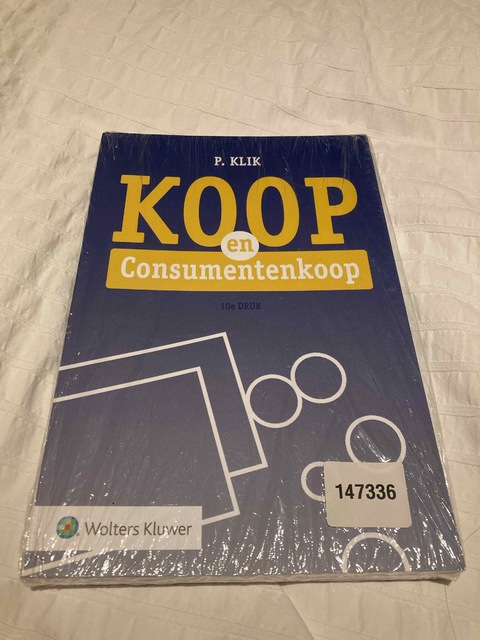 P. KLIK
KOOP
en
Consumentenkoop
10e DRUK
147336
Wolters Kluwer